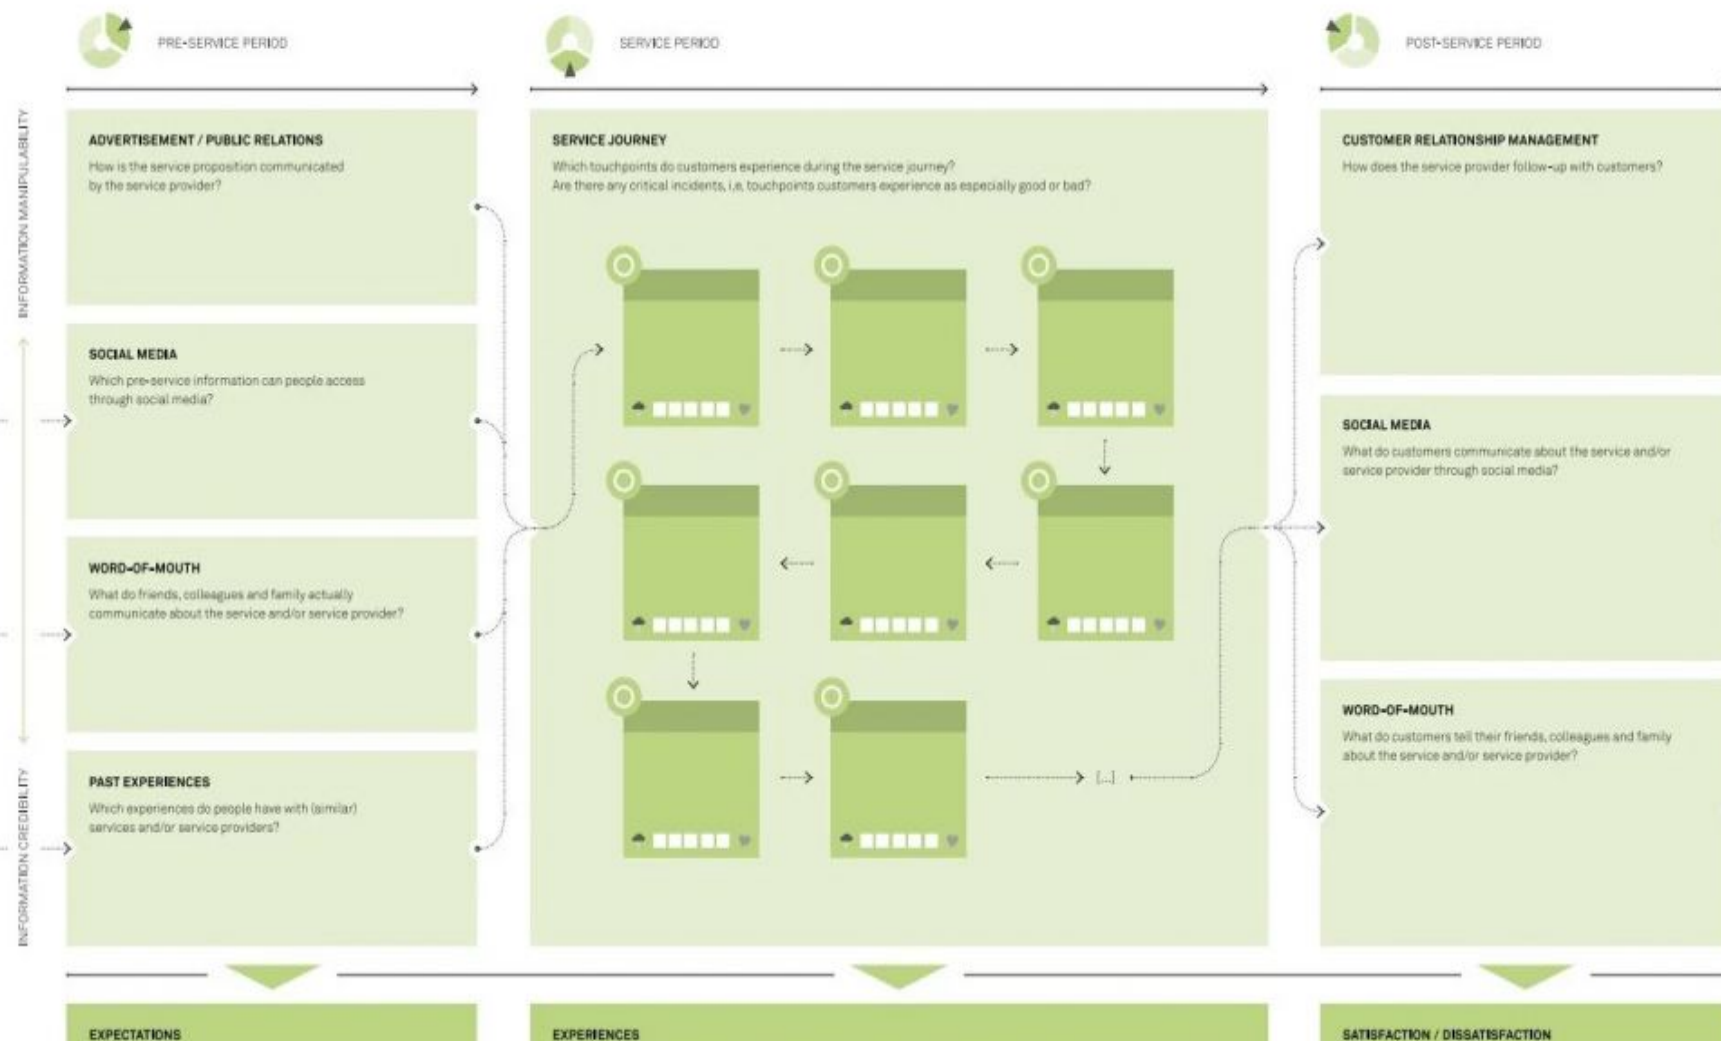 PRE-SERVICE PERIOD
SERVICE PERIOD
POST-SERVICE PERIOD
INFORMATION MANIPULABILITY
INFORMATION CREDIBILITY
ADVERTISEMENT / PUBLIC RELATIONS
How is the service proposition communicated
by the service provider?
SOCIAL MEDIA
Which pre-service information can people access
through social media?
WORD-OF-MOUTH
What do friends, colleagues and family actually
communicate about the service and/or service provider?
PAST EXPERIENCES
Which experiences do people have with (similar)
services and/or service providers?
SERVICE JOURNEY
Which touchpoints do customers experience during the service journey?
Are there any critical incidents, i.e. touchpoints customers experience as especially good or bad?
[...]
CUSTOMER RELATIONSHIP MANAGEMENT
How does the service provider follow-up with customers?
SOCIAL MEDIA
What do customers communicate about the service and/or
service provider through social media?
WORD-OF-MOUTH
What do customers tell their friends, colleagues and family
about the service and/or service provider?
EXPECTATIONS
EXPERIENCES
SATISFACTION / DISSATISFACTION